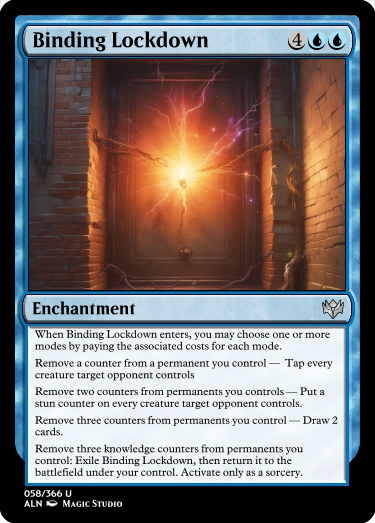 Binding Lockdown 4
Enchantment
When Binding Lockdown enters, you may choose one or more
modes by paying the associated costs for each mode.
Remove a counter from a permanent you control — Tap every
creature target opponent controls
Remove two counters from permanents you controls — Put a
stun counter on every creature target opponent controls.
Remove three counters from permanents you control — Draw 2
cards.
Remove three knowledge counters from permanents you
control: Exile Binding Lockdown, then return it to the
battlefield under your control. Activate only as a sorcery.
058/366 U
ALN Magic Studio